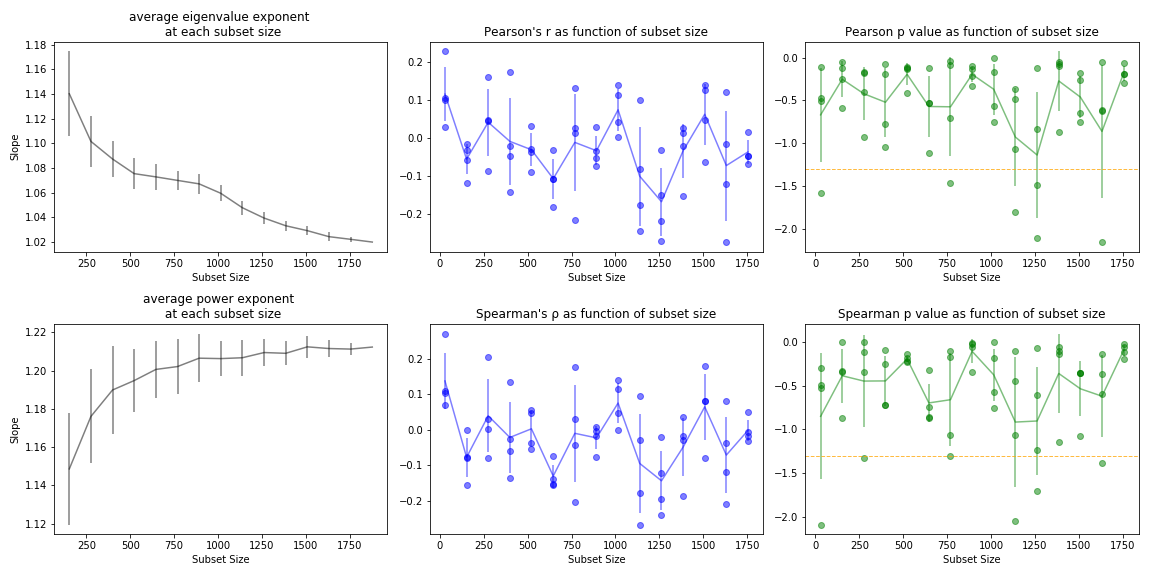 average eigenvalue exponent
at each subset size
1.18
1.16
1.14
1.12
1.10
1.08
1.06
1.04
1.02
Slope
250 500 750 1000 1250 1500 1750
Subset Size
Pearson's r as function of subset size
0.2
0.1
0.0
−0.1
−0.2
0 250 500 750 1000 1250 1500 1750
Subset Size
Pearson p value as function of subset size
0.0
−0.5
−1.0
−1.5
−2.0
0 250 500 750 1000 1250 1500 1750
Subset Size
average power exponent
at each subset size
1.22
1.20
1.18
1.16
1.14
1.12
Slope
250 500 750 1000 1250 1500 1750
Subset Size
Spearman's ρ as function of subset size
0.2
0.1
0.0
−0.1
−0.2
0 250 500 750 1000 1250 1500 1750
Subset Size
Spearman p value as function of subset size
0.0
−0.5
−1.0
−1.5
−2.0
0 250 500 750 1000 1250 1500 1750
Subset Size